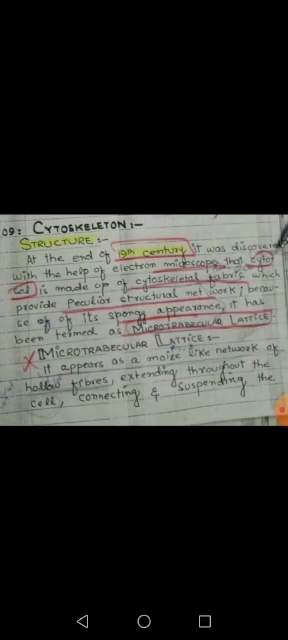 09: CYTOSKELETON:-
STRUCTURE:-
At the end of 19th century it was discover
with the help of electron microscope that cyto
sol is made up of cytoskeletal fabric which
provide peculior structural net work; becau-
se of of its spongy appearance, it has
been termed as MICROTRABECULAR LATTICE.
MICROTRABECULAR LATTICE:-
It appears as a maize like network of
hollow fibres, extending throughout the
cell, connecting & suspending the